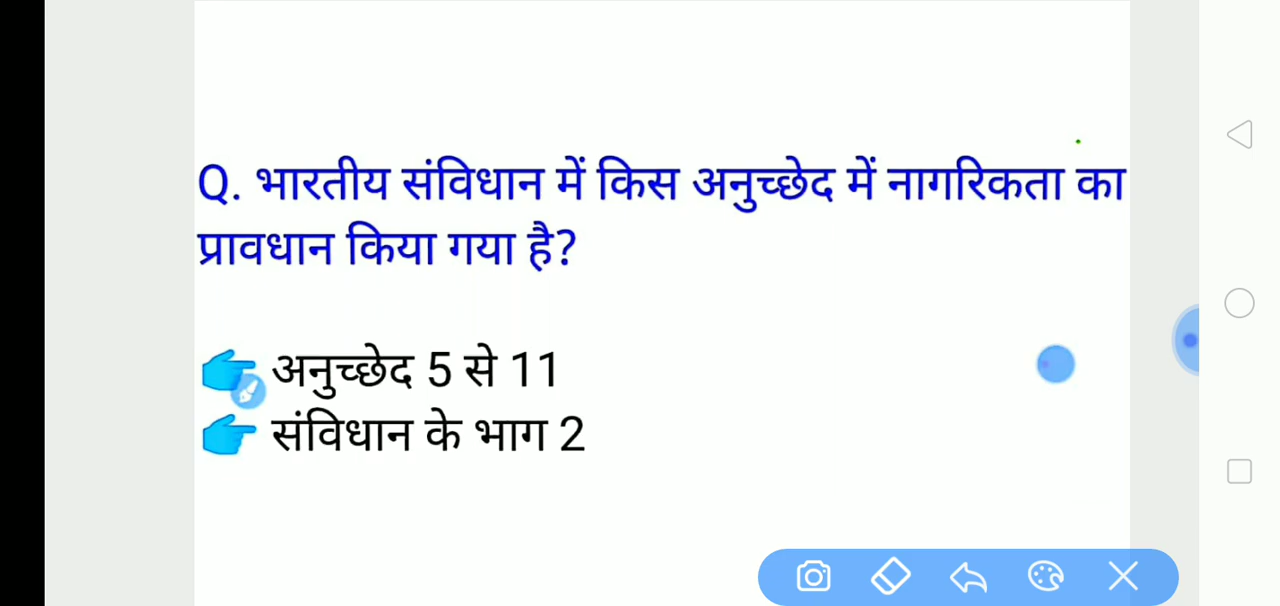 Q. भारतीय संविधान में किस अनुच्छेद में नागरिकता का
प्रावधान किया गया है?
👉 अनुच्छेद 5 से 11
👉 संविधान के भाग 2